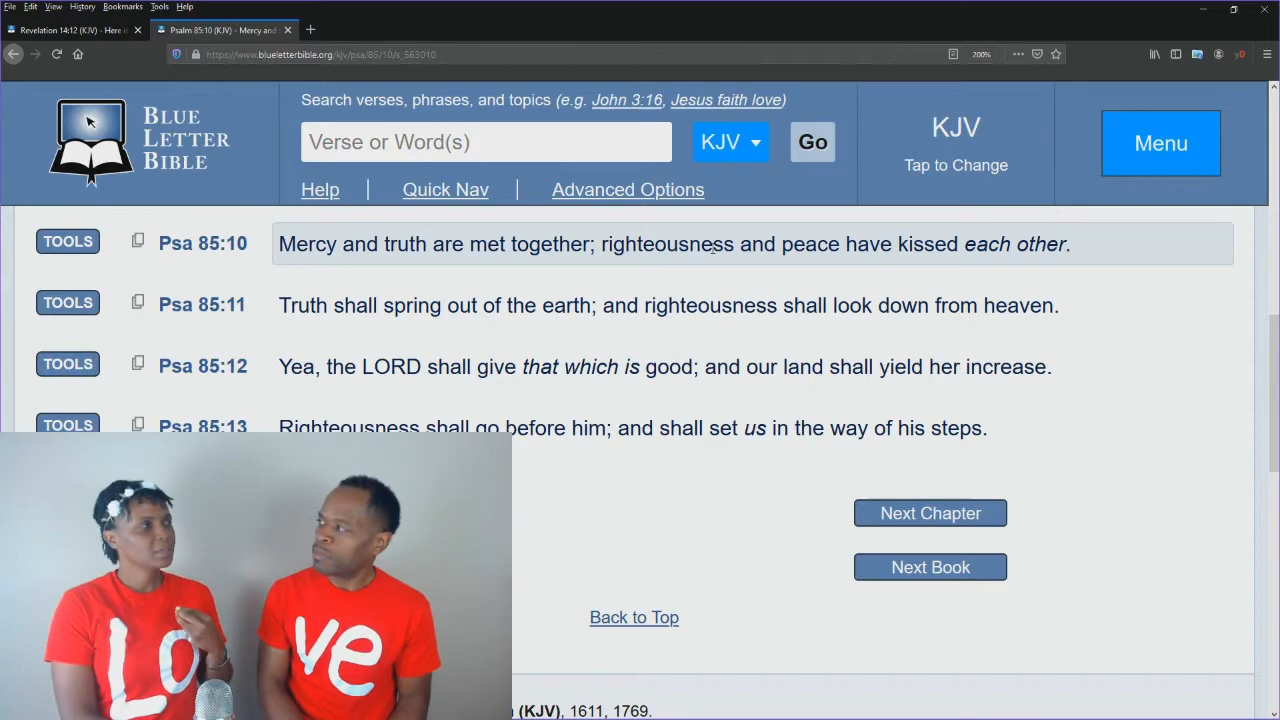 File Edit View History Bookmarks Tools Help
Revelation 14:12 (KJV) - Here i
Psalm 85:10 (KJV) - Mercy and
https://www.blueletterbible.org/kjv/psa/85/10/s_563010
200%
BLUE
LETTER
BIBLE
Search verses, phrases, and topics (e.g. John 3:16, Jesus faith love)
Verse or Word(s)
KJV
Go
Help | Quick Nav | Advanced Options
KJV
Tap to Change
Menu
TOOLS Psa 85:10 Mercy and truth are met together; righteousness and peace have kissed each other.
TOOLS Psa 85:11 Truth shall spring out of the earth; and righteousness shall look down from heaven.
TOOLS Psa 85:12 Yea, the LORD shall give that which is good; and our land shall yield her increase.
TOOLS Psa 85:13 Righteousness shall go before him; and shall set us in the way of his steps.
Next Chapter
Next Book
Back to Top
(KJV), 1611, 1769.
Lo
ve